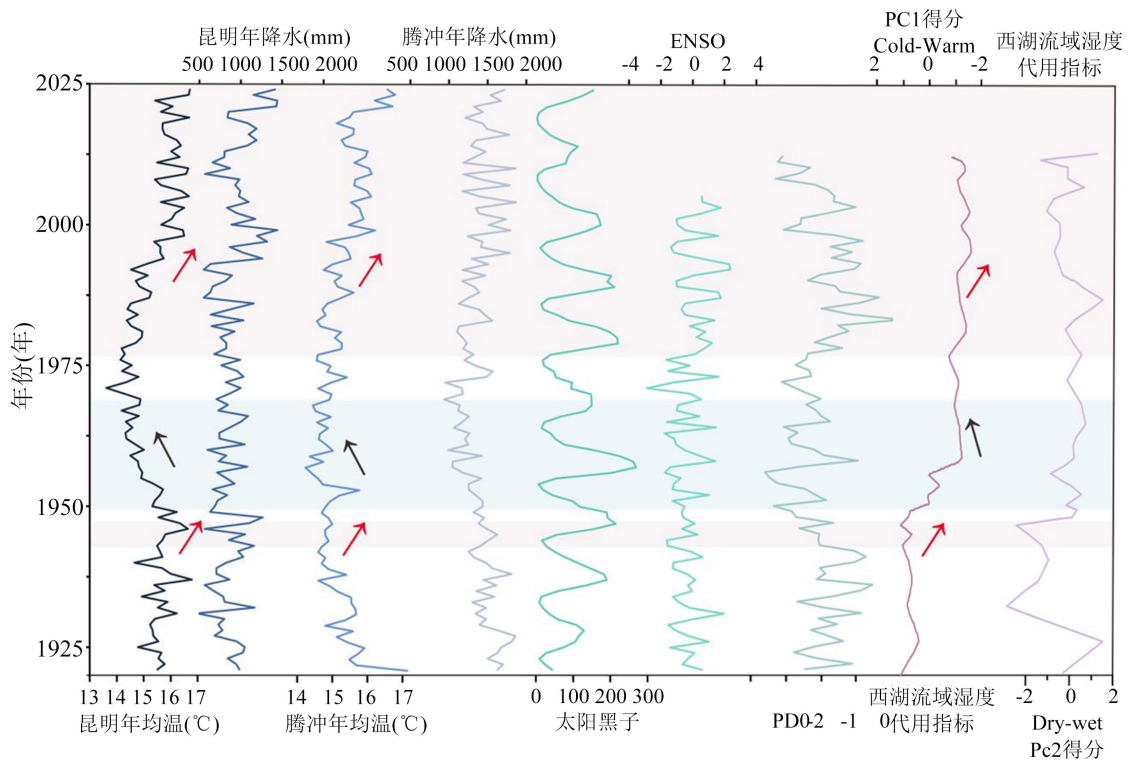 PC1得分
昆明年降水(mm)
腾冲年降水(mm)
ENSO
Cold-Warm
西湖流域湿度
代用指标
500 1000 1500 2000
500 1000 1500 2000
-4 -2 0 2 4
2 0 -2
2025
2000
1975
1950
1925
年份(年)
13 14 15 16 17
14 15 16 17
0 100 200 300
昆明年均温(℃)
腾冲年均温(℃)
太阳黑子
PD0-2 -1 0
西湖流域湿度
代用指标
-2 0 2
Dry-wet
Pc2得分